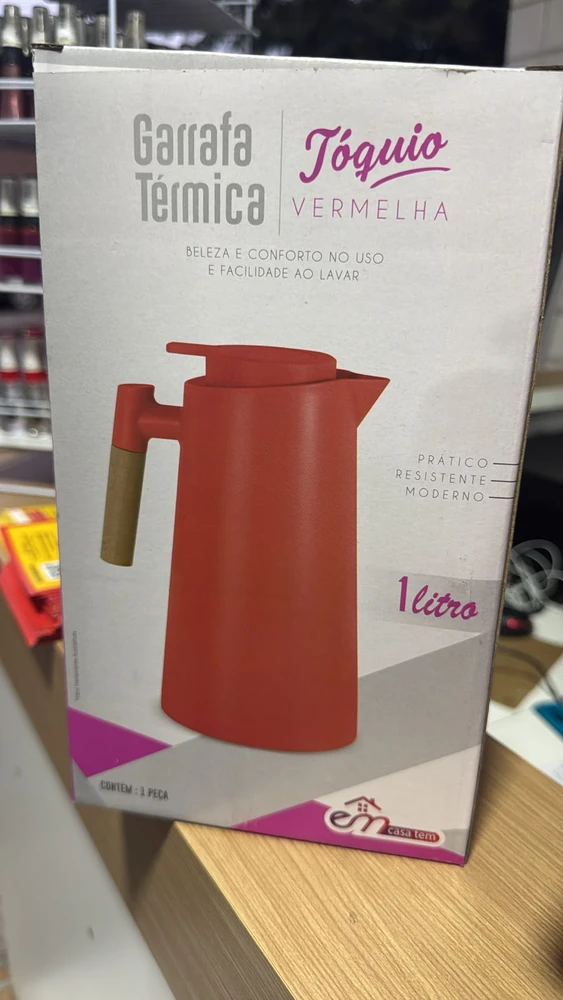 Garrafa
Térmica
Tóquio
VERMELHA
BELEZA E CONFORTO NO USO
E FACILIDADE AO LAVAR
PRÁTICO
RESISTENTE
MODERNO
1 litro
CONTÉM : 3 PEÇA
em casa tem